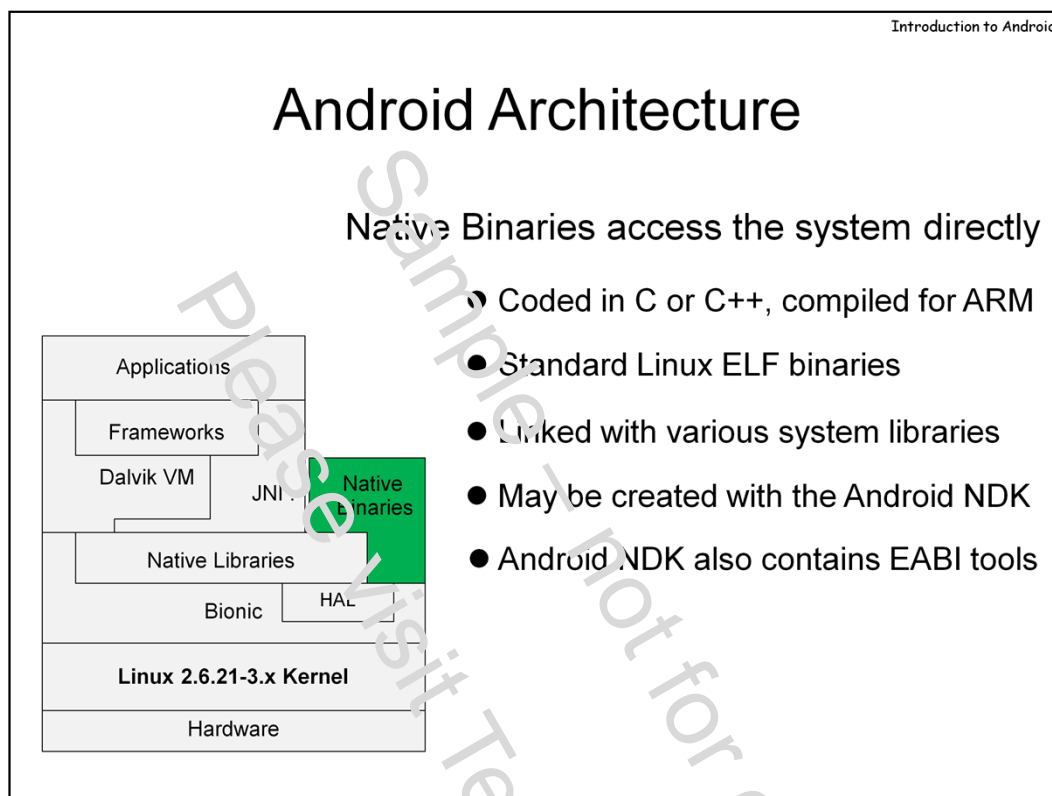 Introduction to Android
Android Architecture
Native Binaries access the system directly
● Coded in C or C++, compiled for ARM
● Standard Linux ELF binaries
● Linked with various system libraries
● May be created with the Android NDK
● Android NDK also contains EABI tools
Applications
Frameworks
Dalvik VM
JNI
Native
Binaries
Native Libraries
HAL
Bionic
Linux 2.6.21-3.x Kernel
Hardware
Sample – not for
Please visit